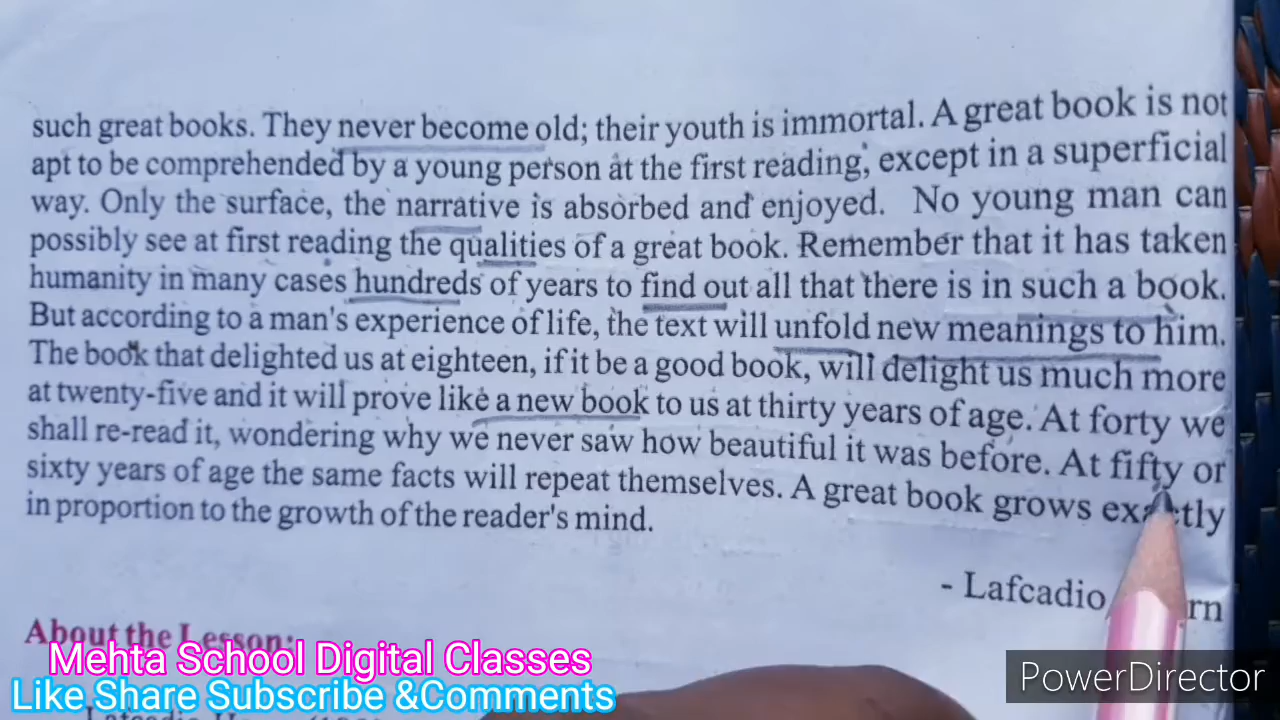 such great books. They never become old; their youth is immortal. A great book is not
apt to be comprehended by a young person at the first reading, except in a superficial
way. Only the surface, the narrative is absorbed and enjoyed. No young man can
possibly see at first reading the qualities of a great book. Remember that it has taken
humanity in many cases hundreds of years to find out all that there is in such a book.
But according to a man's experience of life, the text will unfold new meanings to him.
The book that delighted us at eighteen, if it be a good book, will delight us much more
at twenty-five and it will prove like a new book to us at thirty years of age. At forty we
shall re-read it, wondering why we never saw how beautiful it was before. At fifty or
sixty years of age the same facts will repeat themselves. A great book grows exactly
in proportion to the growth of the reader's mind.
- Lafcadio
About the Lesson:
Mehta School Digital Classes
Like Share Subscribe &Comments
PowerDirector